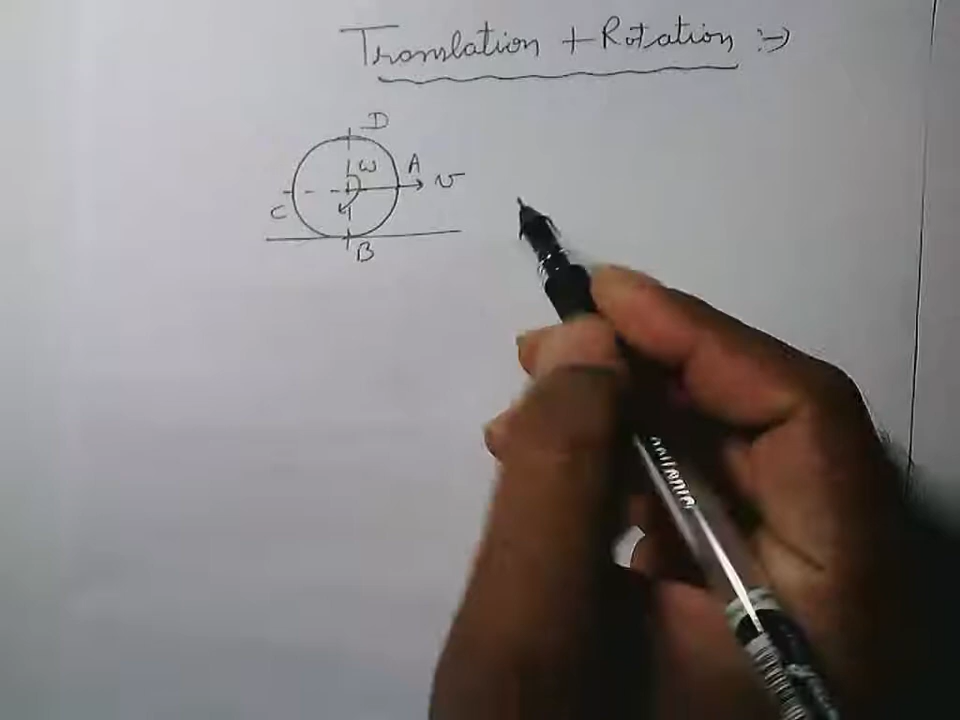 Translation + Rotation :→
D
ω A
v
C
B